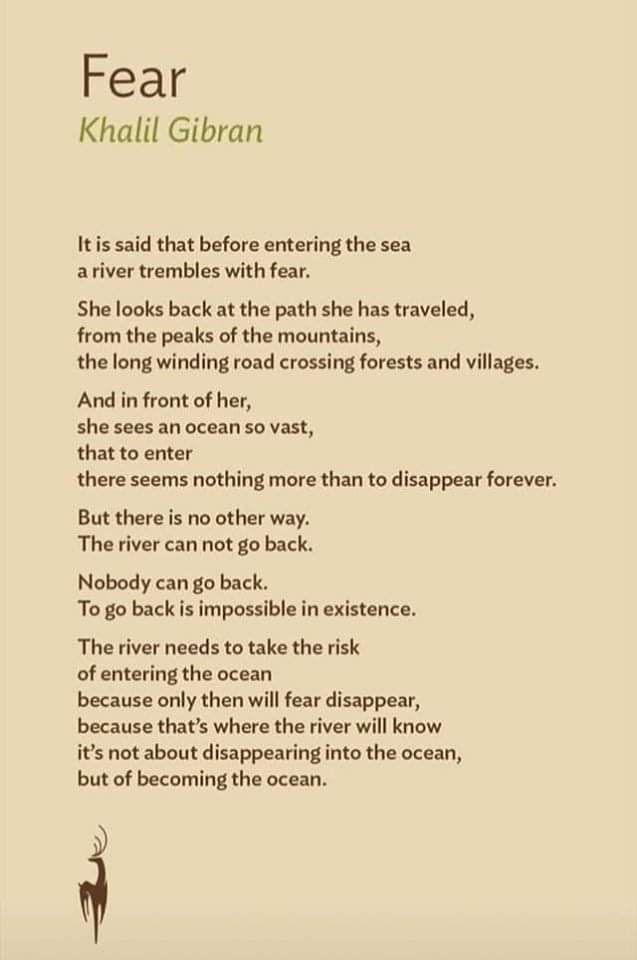 Fear
Khalil Gibran
It is said that before entering the sea
a river trembles with fear.
She looks back at the path she has traveled,
from the peaks of the mountains,
the long winding road crossing forests and villages.
And in front of her,
she sees an ocean so vast,
that to enter
there seems nothing more than to disappear forever.
But there is no other way.
The river can not go back.
Nobody can go back.
To go back is impossible in existence.
The river needs to take the risk
of entering the ocean
because only then will fear disappear,
because that’s where the river will know
it’s not about disappearing into the ocean,
but of becoming the ocean.